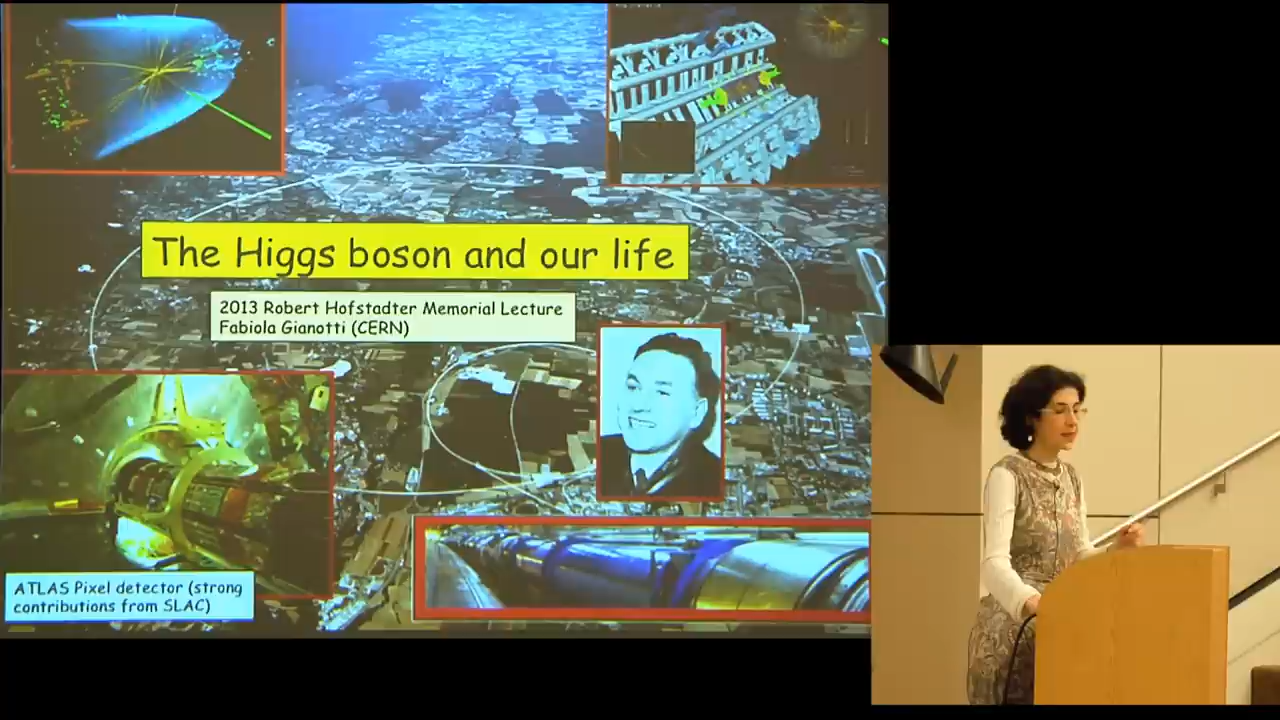 The Higgs boson and our life
2013 Robert Hofstadter Memorial Lecture
Fabiola Gianotti (CERN)
ATLAS Pixel detector (strong
contributions from SLAC)